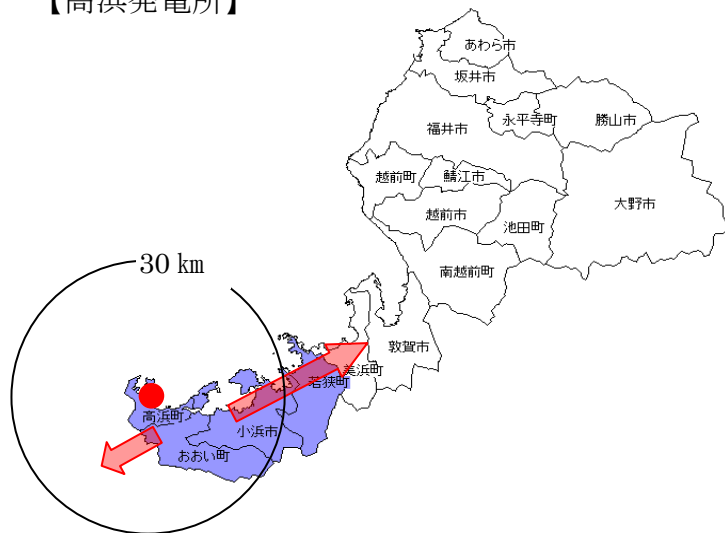 【高浜発電所】
あわら市
坂井市
永平寺町
勝山市
福井市
越前町
鯖江市
大野市
越前市
池田町
南越前町
30 ㎞
敦賀市
美浜町
若狭町
高浜町
小浜市
おおい町